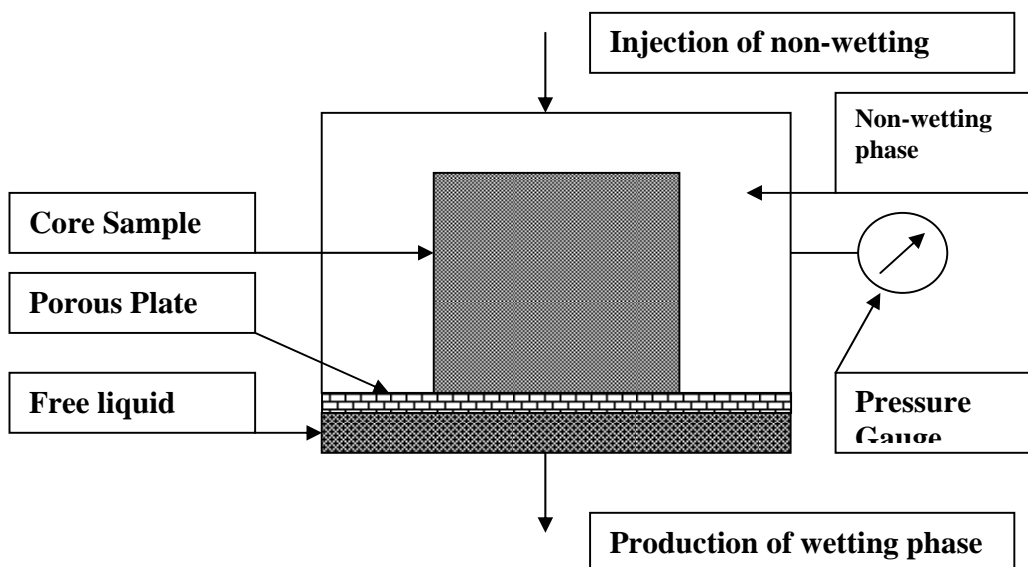 Injection of non-wetting
Non-wetting
phase
Core Sample
Porous Plate
Free liquid
Pressure
Gauge
Production of wetting phase